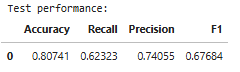 Test performance:
Accuracy Recall Precision F1
0 0.80741 0.62323 0.74055 0.67684